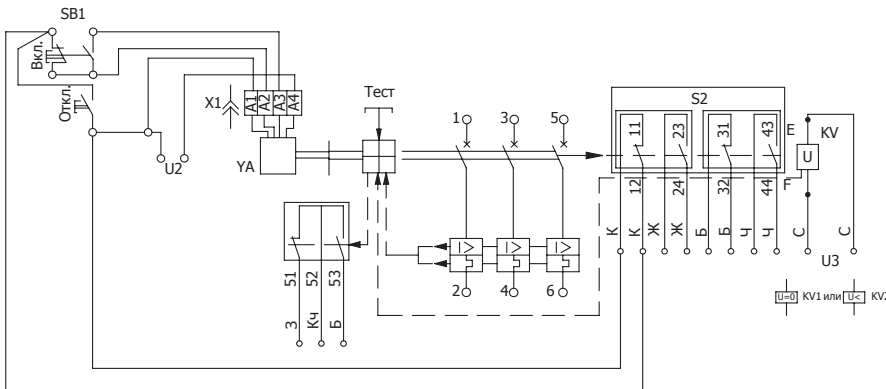 SB1
Вкл.
Откл.
X1
A1
A2
A3
A4
U2
YA
Тест
1
3
5
2
4
6
I>
I>
I>
51
52
53
З
Кч
Б
S2
11
23
31
43
12
24
32
44
E
F
KV
U
К
К
Ж
Ж
Б
Б
Ч
Ч
С
С
U3
U=0 KV1 или U< KV2